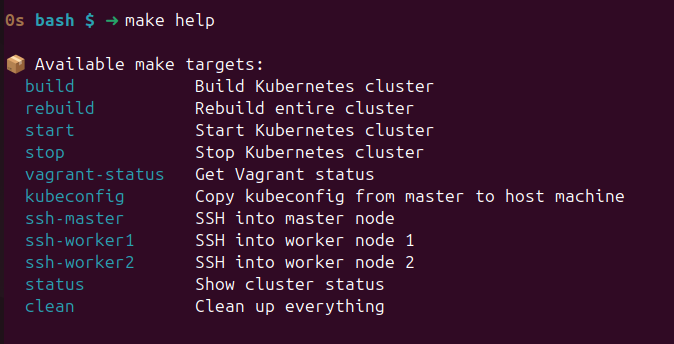 0s bash $ ➜ make help
📦 Available make targets:
build Build Kubernetes cluster
rebuild Rebuild entire cluster
start Start Kubernetes cluster
stop Stop Kubernetes cluster
vagrant-status Get Vagrant status
kubeconfig Copy kubeconfig from master to host machine
ssh-master SSH into master node
ssh-worker1 SSH into worker node 1
ssh-worker2 SSH into worker node 2
status Show cluster status
clean Clean up everything